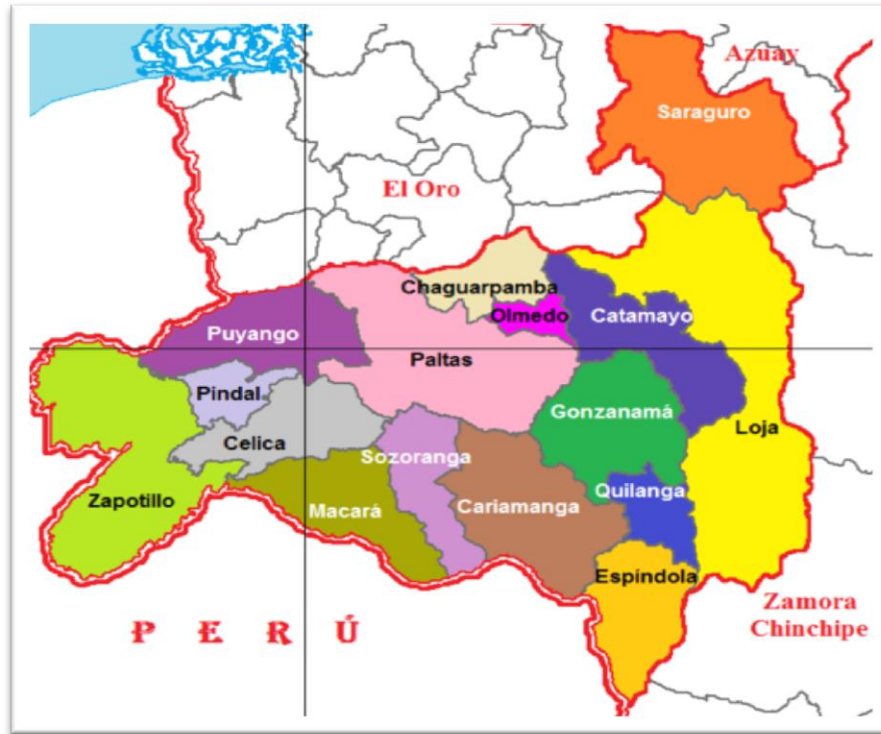 Azuay
Saraguro
El Oro
Chaguarpamba
Olmedo
Catamayo
Puyango
Paltas
Pindal
Gonzanamá
Loja
Celica
Sozoranga
Zapotillo
Macará
Cariamanga
Quilanga
Espíndola
Zamora
Chinchipe
P E R Ú